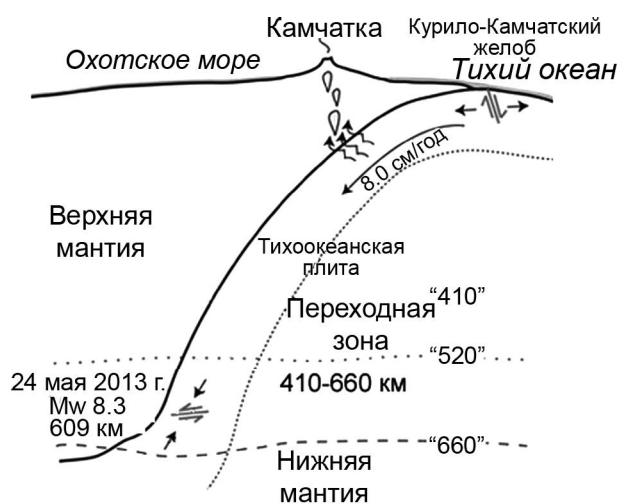 Камчатка
Курило-Камчатский
желоб
Охотское море
Тихий океан
8.0 см/год
Верхняя
мантия
Тихоокеанская
плита
Переходная
зона
“410”
“520”
24 мая 2013 г.
Mw 8.3
609 км
410-660 км
“660”
Нижняя
мантия